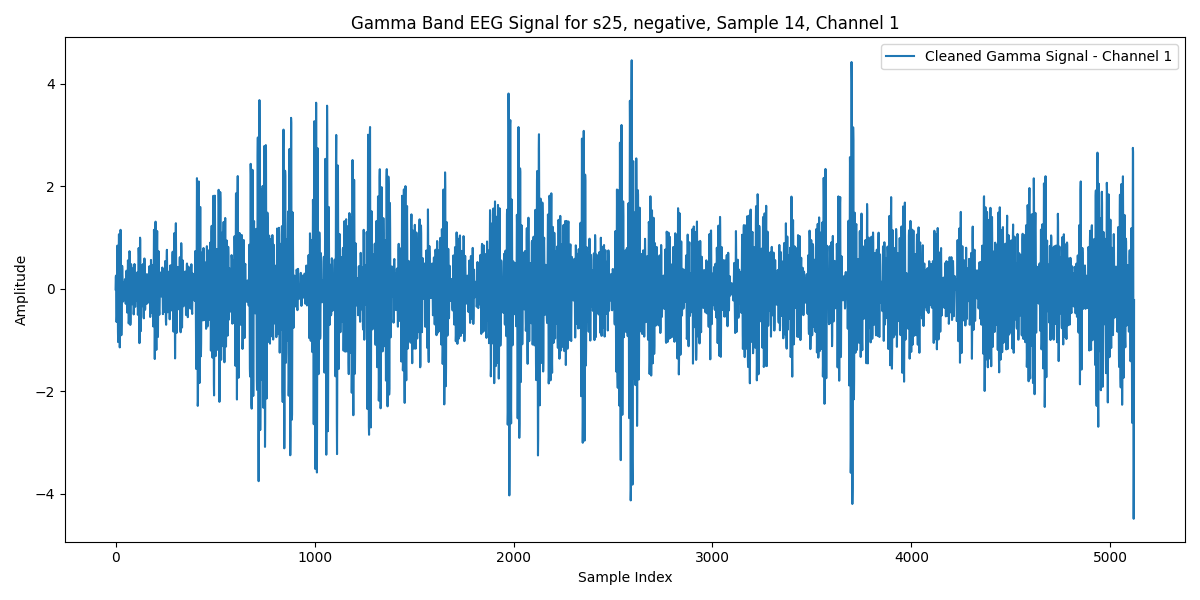 Gamma Band EEG Signal for s25, negative, Sample 14, Channel 1
Cleaned Gamma Signal - Channel 1
Amplitude
4
2
0
−2
−4
0 1000 2000 3000 4000 5000
Sample Index